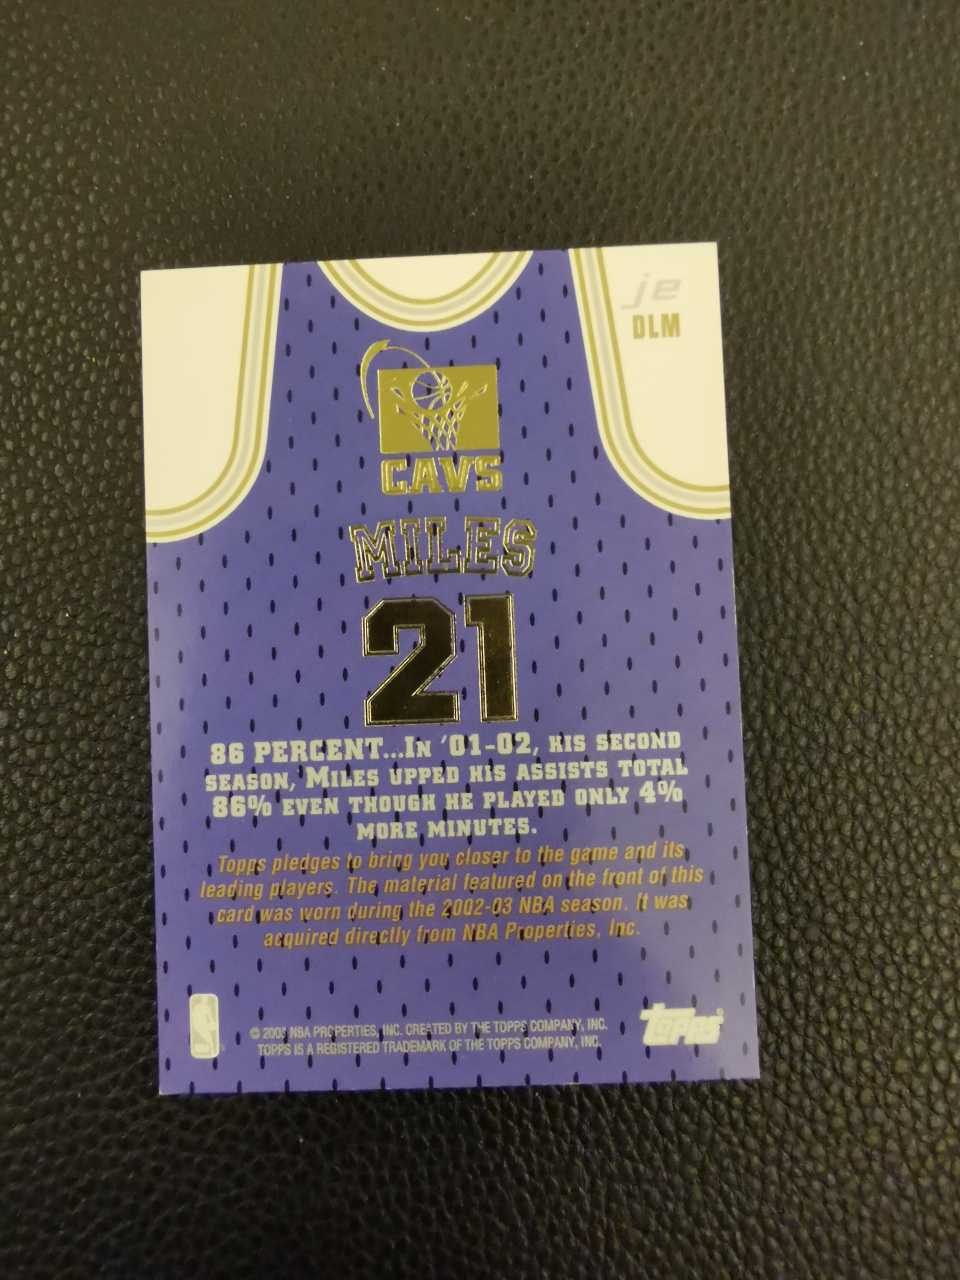 je
DLM
CAVS
MILES
21
86 PERCENT...IN '01-02, HIS SECOND
SEASON, MILES UPPED HIS ASSISTS TOTAL
86% EVEN THOUGH HE PLAYED ONLY 4%
MORE MINUTES.
Topps pledges to bring you closer to the game and its
leading players. The material featured on the front of this
card was worn during the 2002-03 NBA season. It was
acquired directly from NBA Properties, Inc.
© 2003 NBA PROPERTIES, INC. CREATED BY THE TOPPS COMPANY, INC.
TOPPS IS A REGISTERED TRADEMARK OF THE TOPPS COMPANY, INC.
Topps